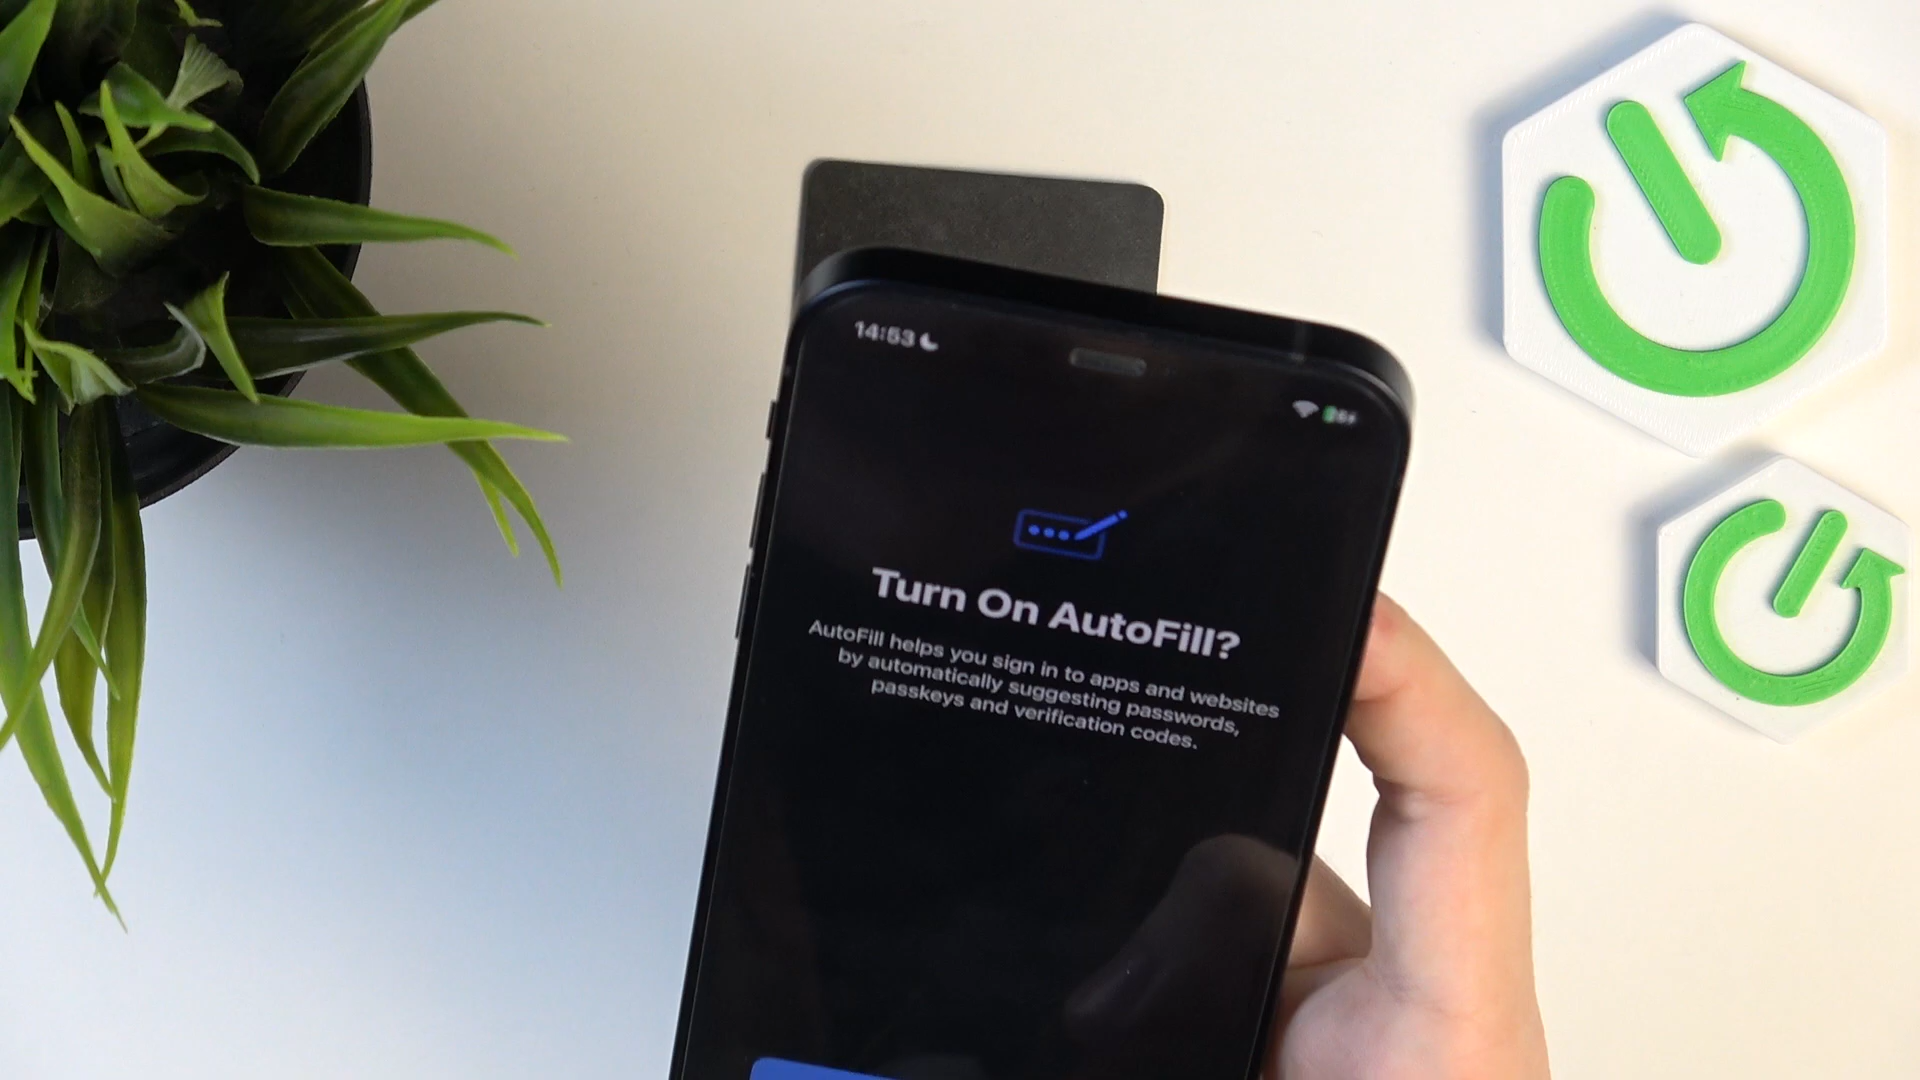 14:53
Turn On AutoFill?
AutoFill helps you sign in to apps and websites
by automatically suggesting passwords,
passkeys and verification codes.